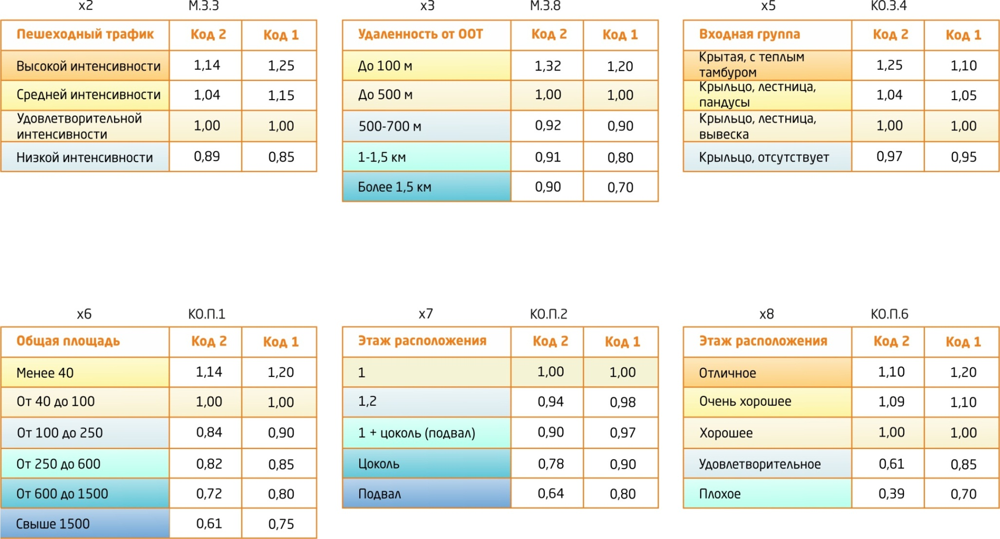 x2 М.3.3
Пешеходный трафик Код 2 Код 1
Высокой интенсивности 1,14 1,25
Средней интенсивности 1,04 1,15
Удовлетворительной
интенсивности 1,00 1,00
Низкой интенсивности 0,89 0,85
x3 М.3.8
Удаленность от ООТ Код 2 Код 1
До 100 м 1,32 1,20
До 500 м 1,00 1,00
500-700 м 0,92 0,90
1-1,5 км 0,91 0,80
Более 1,5 км 0,90 0,70
x5 КО.3.4
Входная группа Код 2 Код 1
Крытая, с теплым
тамбуром 1,25 1,10
Крыльцо, лестница,
пандусы 1,04 1,05
Крыльцо, лестница,
вывеска 1,00 1,00
Крыльцо, отсутствует 0,97 0,95
x6 КО.П.1
Общая площадь Код 2 Код 1
Менее 40 1,14 1,20
От 40 до 100 1,00 1,00
От 100 до 250 0,84 0,90
От 250 до 600 0,82 0,85
От 600 до 1500 0,72 0,80
Свыше 1500 0,61 0,75
x7 КО.П.2
Этаж расположения Код 2 Код 1
1 1,00 1,00
1,2 0,94 0,98
1 + цоколь (подвал) 0,90 0,97
Цоколь 0,78 0,90
Подвал 0,64 0,80
x8 КО.П.6
Этаж расположения Код 2 Код 1
Отличное 1,10 1,20
Очень хорошее 1,09 1,10
Хорошее 1,00 1,00
Удовлетворительное 0,61 0,85
Плохое 0,39 0,70